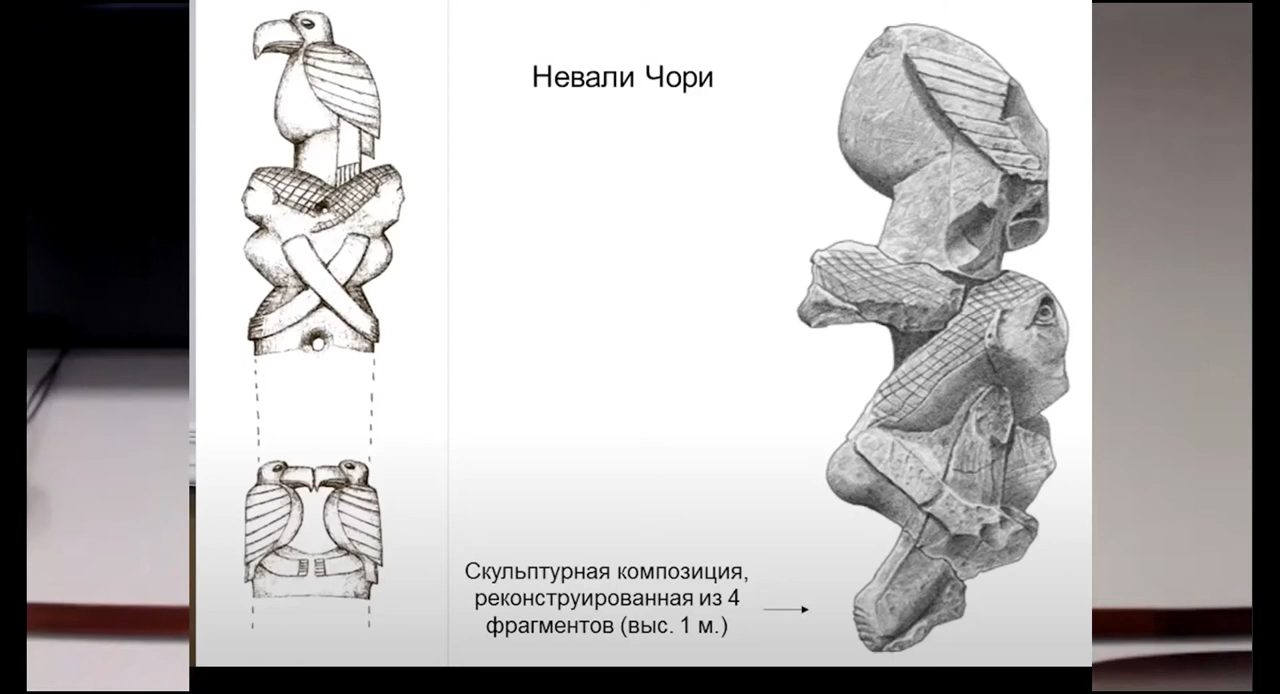 Невали Чори
Скульптурная композиция,
реконструированная из 4
фрагментов (выс. 1 м.)